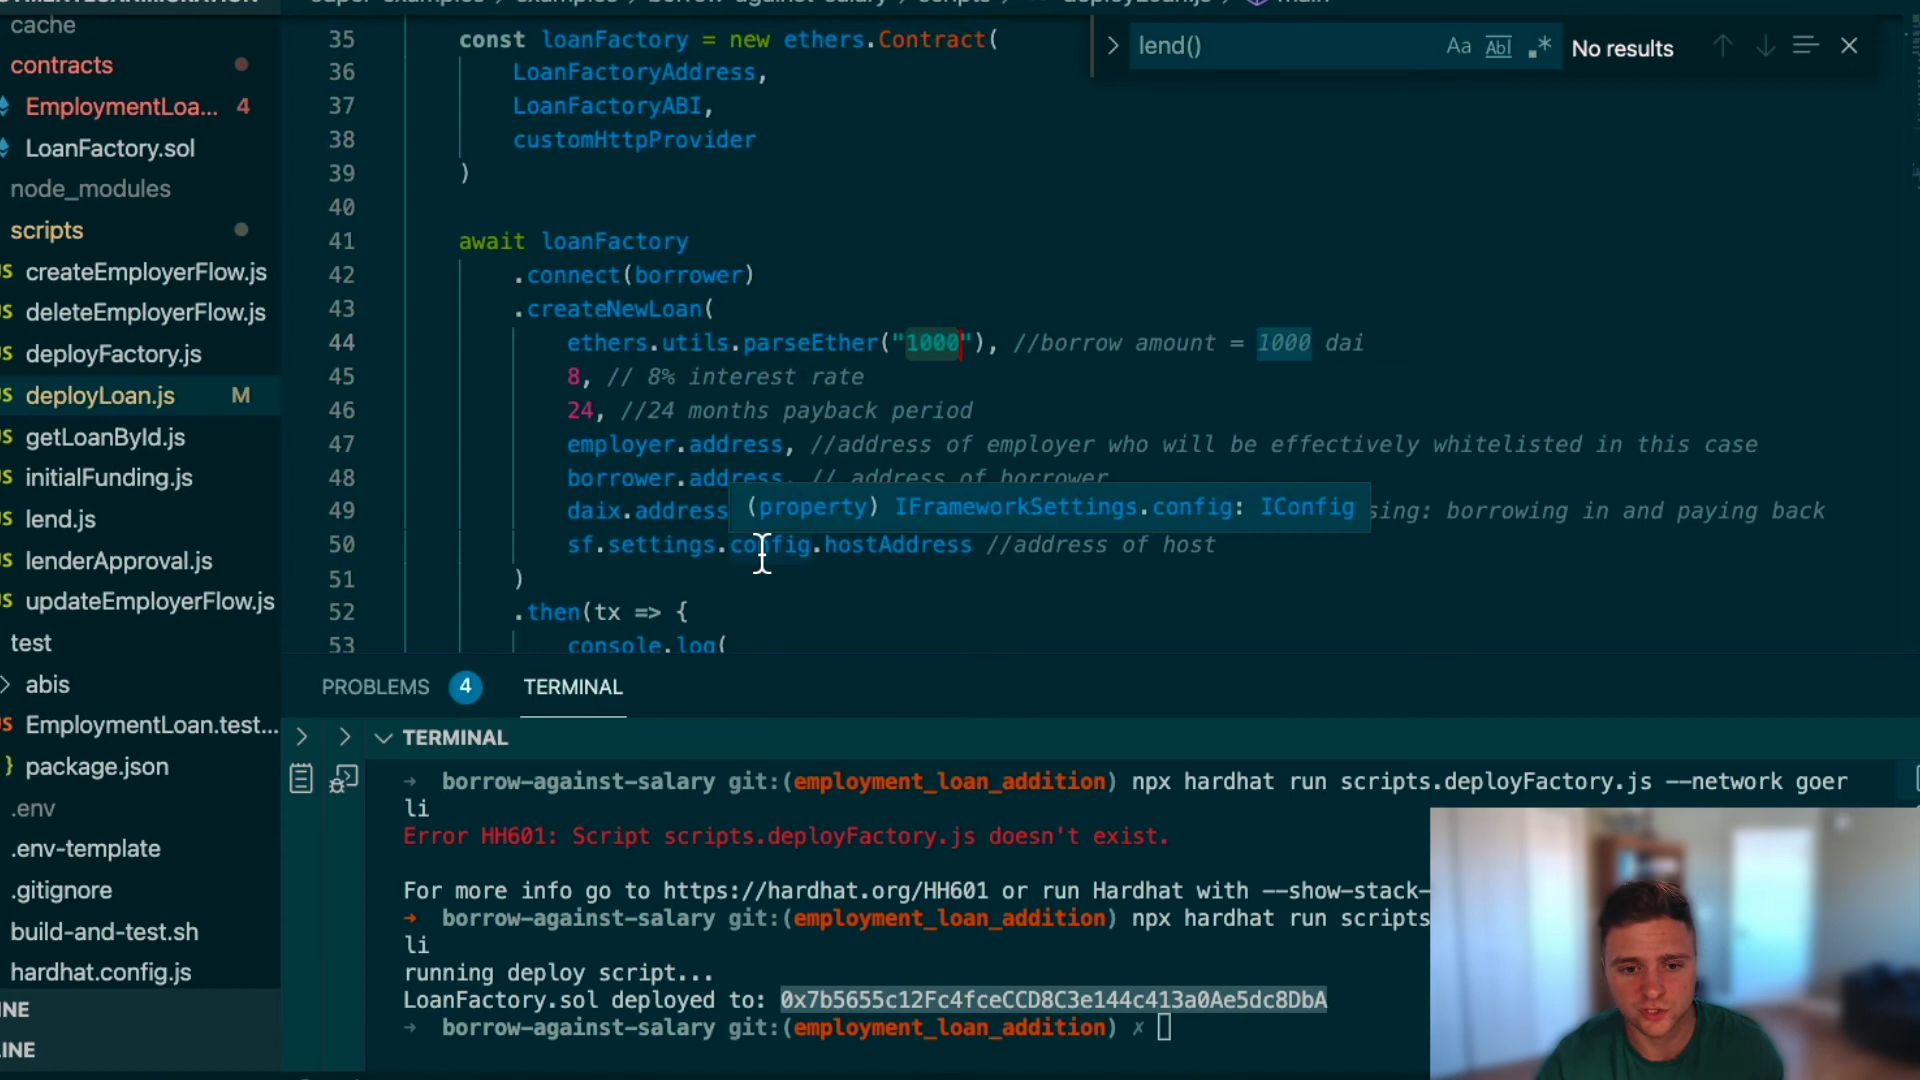 cache
contracts
EmploymentLoa... 4
LoanFactory.sol
node_modules
scripts
createEmployerFlow.js
deleteEmployerFlow.js
deployFactory.js
deployLoan.js M
getLoanById.js
initialFunding.js
lend.js
lenderApproval.js
updateEmployerFlow.js
test
abis
EmploymentLoan.test...
package.json
.env
.env-template
.gitignore
build-and-test.sh
hardhat.config.js
lend()
No results
35 const loanFactory = new ethers.Contract(
36 LoanFactoryAddress,
37 LoanFactoryABI,
38 customHttpProvider
39 )
40
41 await loanFactory
42 .connect(borrower)
43 .createNewLoan(
44 ethers.utils.parseEther("1000"), //borrow amount = 1000 dai
45 8, // 8% interest rate
46 24, //24 months payback period
47 employer.address, //address of employer who will be effectively whitelisted in this case
48 borrower.address, // address of borrower
(property) IFrameworkSettings.config: IConfig
49 daix.address sing: borrowing in and paying back
50 sf.settings.config.hostAddress //address of host
51 )
52 .then(tx => {
53 console.log(
PROBLEMS 4 TERMINAL
TERMINAL
→ borrow-against-salary git:(employment_loan_addition) npx hardhat run scripts.deployFactory.js --network goer
li
Error HH601: Script scripts.deployFactory.js doesn't exist.
For more info go to https://hardhat.org/HH601 or run Hardhat with --show-stack-
→ borrow-against-salary git:(employment_loan_addition) npx hardhat run scripts
li
running deploy script...
LoanFactory.sol deployed to: 0x7b5655c12Fc4fceCCD8C3e144c413a0Ae5dc8DbA
→ borrow-against-salary git:(employment_loan_addition) ✗